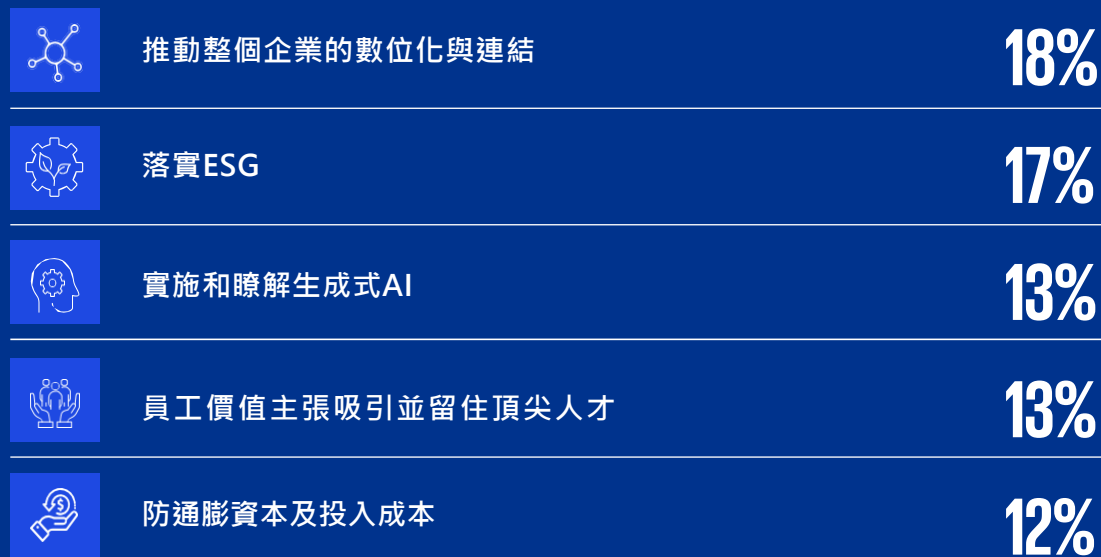 推動整個企業的數位化與連結
18%
落實ESG
17%
實施和瞭解生成式AI
13%
員工價值主張吸引並留住頂尖人才
13%
防通膨資本及投入成本
12%